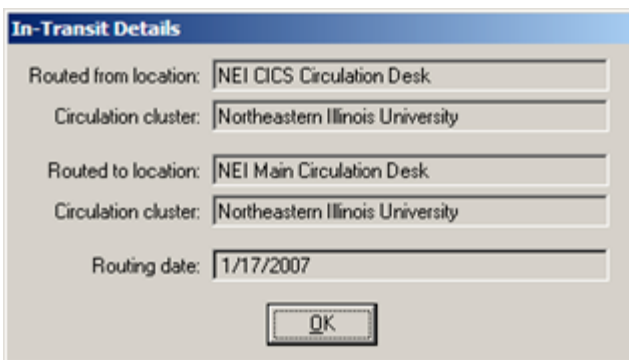 In-Transit Details
Routed from location: NEI CICS Circulation Desk
Circulation cluster: Northeastern Illinois University
Routed to location: NEI Main Circulation Desk
Circulation cluster: Northeastern Illinois University
Routing date: 1/17/2007
OK